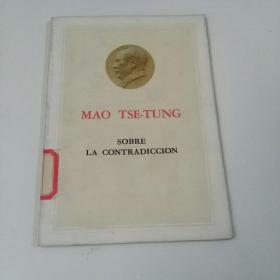 MAO TSE-TUNG
SOBRE
LA CONTRADICCION